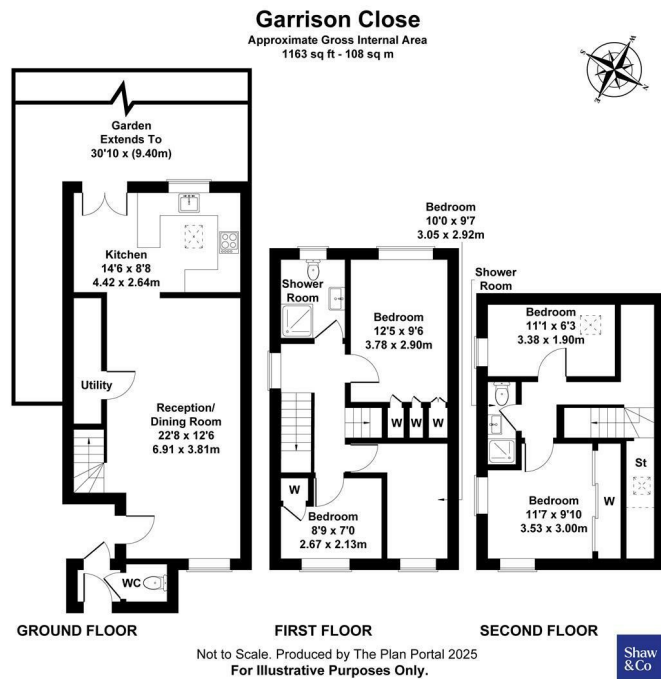 Garrison Close
Approximate Gross Internal Area
1163 sq ft - 108 sq m
N
E
S
W
Garden
Extends To
30'10 x (9.40m)
Kitchen
14'6 x 8'8
4.42 x 2.64m
Utility
Reception/
Dining Room
22'8 x 12'6
6.91 x 3.81m
WC
GROUND FLOOR
Bedroom
10'0 x 9'7
3.05 x 2.92m
Shower
Room
Bedroom
12'5 x 9'6
3.78 x 2.90m
W
W
W
W
Bedroom
8'9 x 7'0
2.67 x 2.13m
FIRST FLOOR
Shower
Room
Bedroom
11'1 x 6'3
3.38 x 1.90m
St
Bedroom
11'7 x 9'10
3.53 x 3.00m
W
SECOND FLOOR
Not to Scale. Produced by The Plan Portal 2025
For Illustrative Purposes Only.
Shaw
& Co